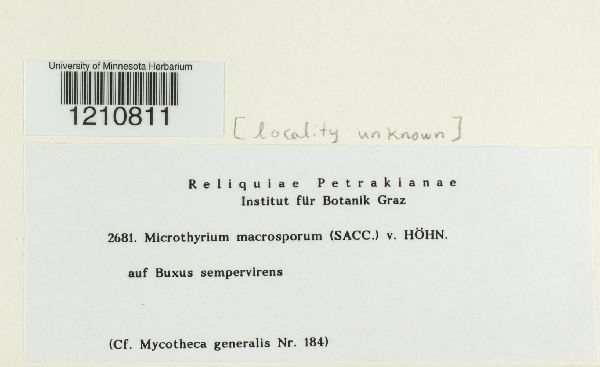 University of Minnesota Herbarium
1210811
[locality unknown]
Reliquiae Petrakianae
Institut für Botanik Graz
2681. Microthyrium macrosporum (SACC.) v. HÖHN.
auf Buxus sempervirens
(Cf. Mycotheca generalis Nr. 184)